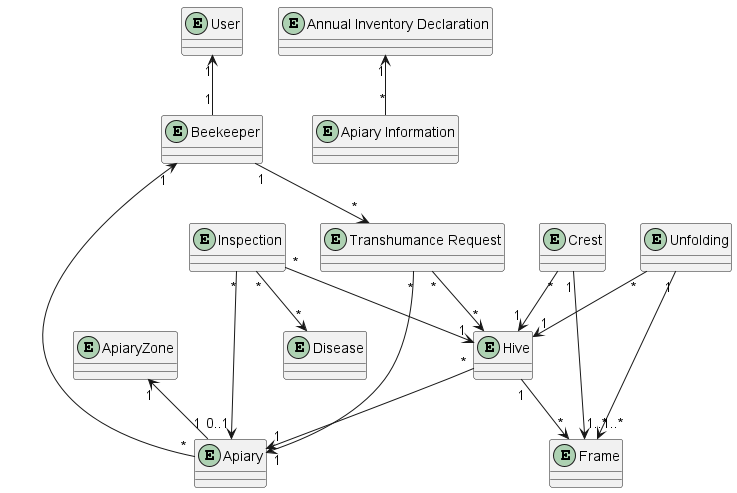 E User
E Annual Inventory Declaration
1
1
1
*
E Beekeeper
E Apiary Information
1
1
*
E Inspection
E Transhumance Request
E Crest
E Unfolding
*
*
*
*
*
*
*
1
*
1
*
*
1
1
1
E ApiaryZone
E Disease
E Hive
*
1
1
1
0..1
*
1..*
1..*
*
1
1
E Apiary
E Frame